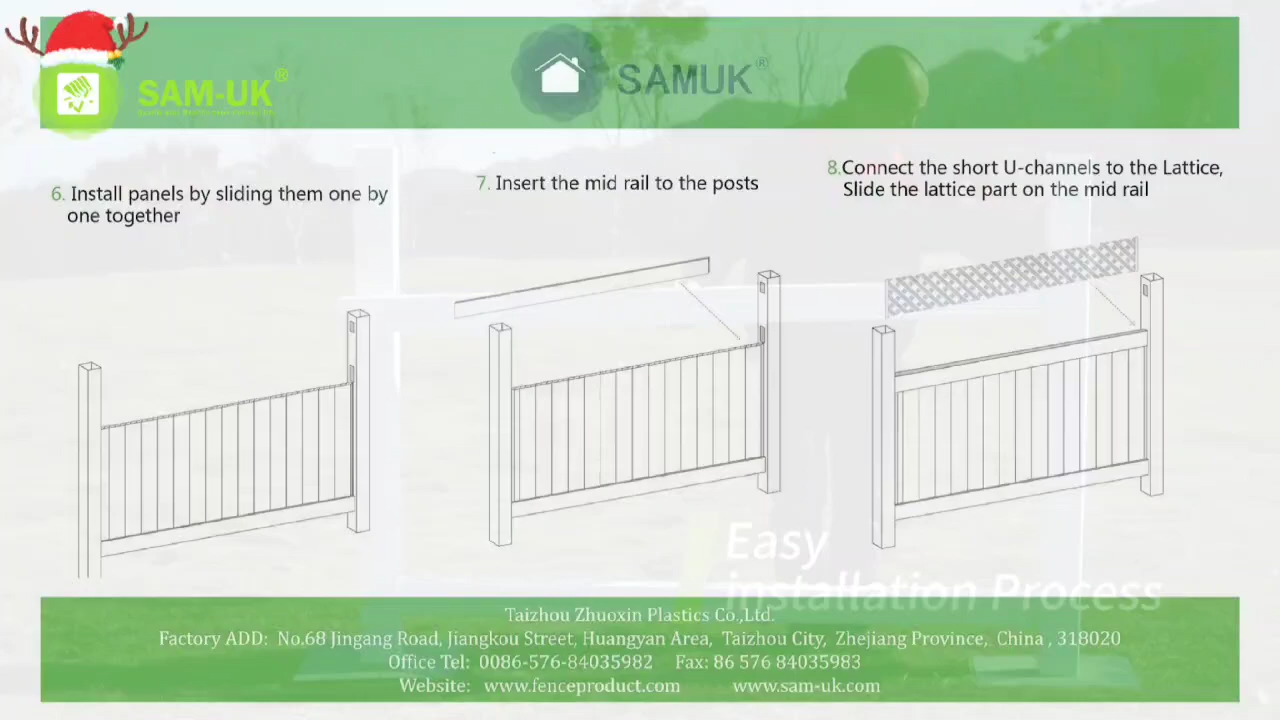 SAM-UK®
SAMUK®
6. Install panels by sliding them one by
one together
7. Insert the mid rail to the posts
8.Connect the short U-channels to the Lattice,
Slide the lattice part on the mid rail
Easy
installation Process
Taizhou Zhuoxin Plastics Co.,Ltd.
Factory ADD: No.68 Jingang Road, Jiangkou Street, Huangyan Area, Taizhou City, Zhejiang Province, China , 318020
Office Tel: 0086-576-84035982 Fax: 86 576 84035983
Website: www.fenceproduct.com www.sam-uk.com